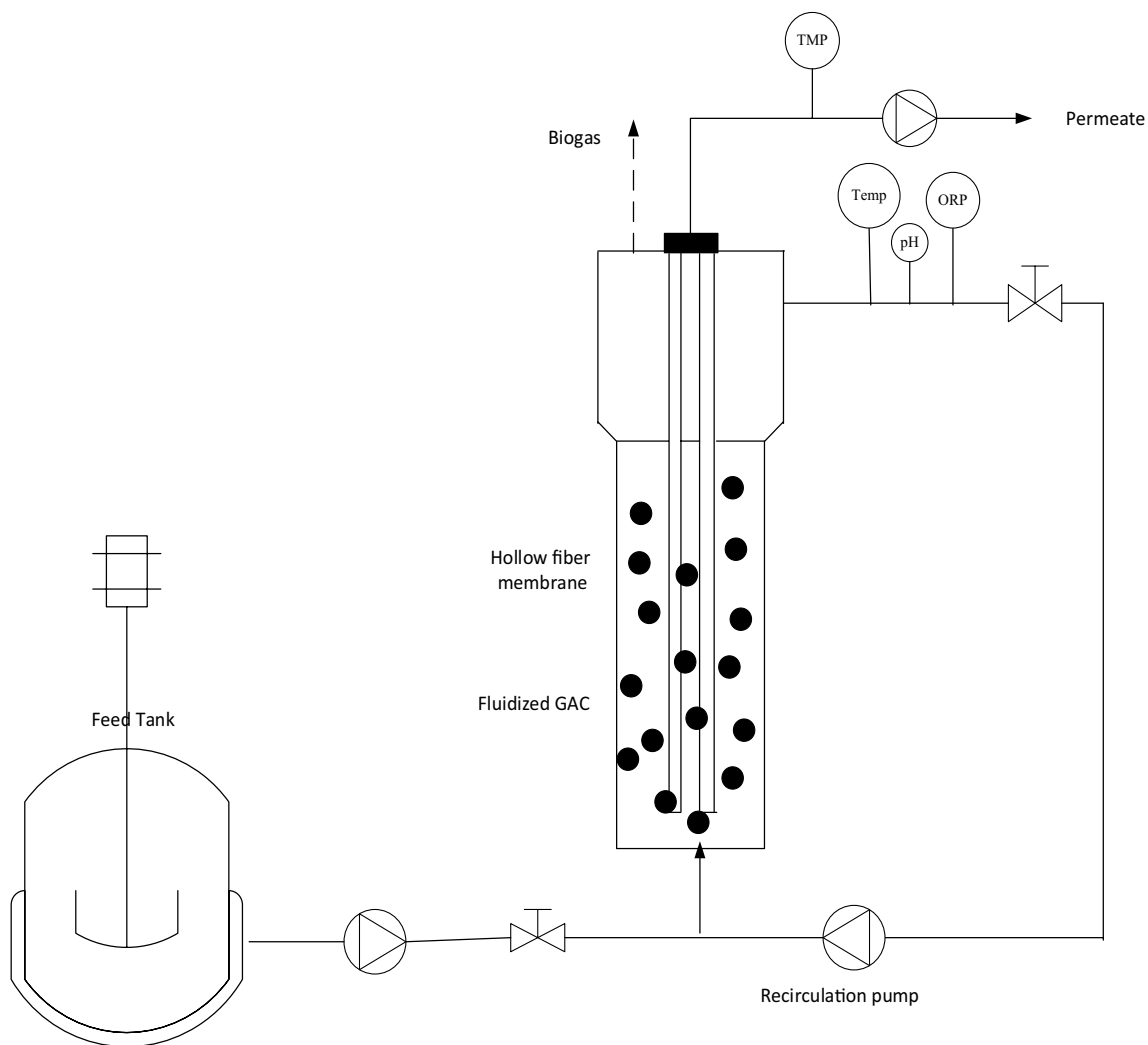 TMP
Biogas
Permeate
Temp
pH
ORP
Hollow fiber
membrane
Fluidized GAC
Feed Tank
Recirculation pump